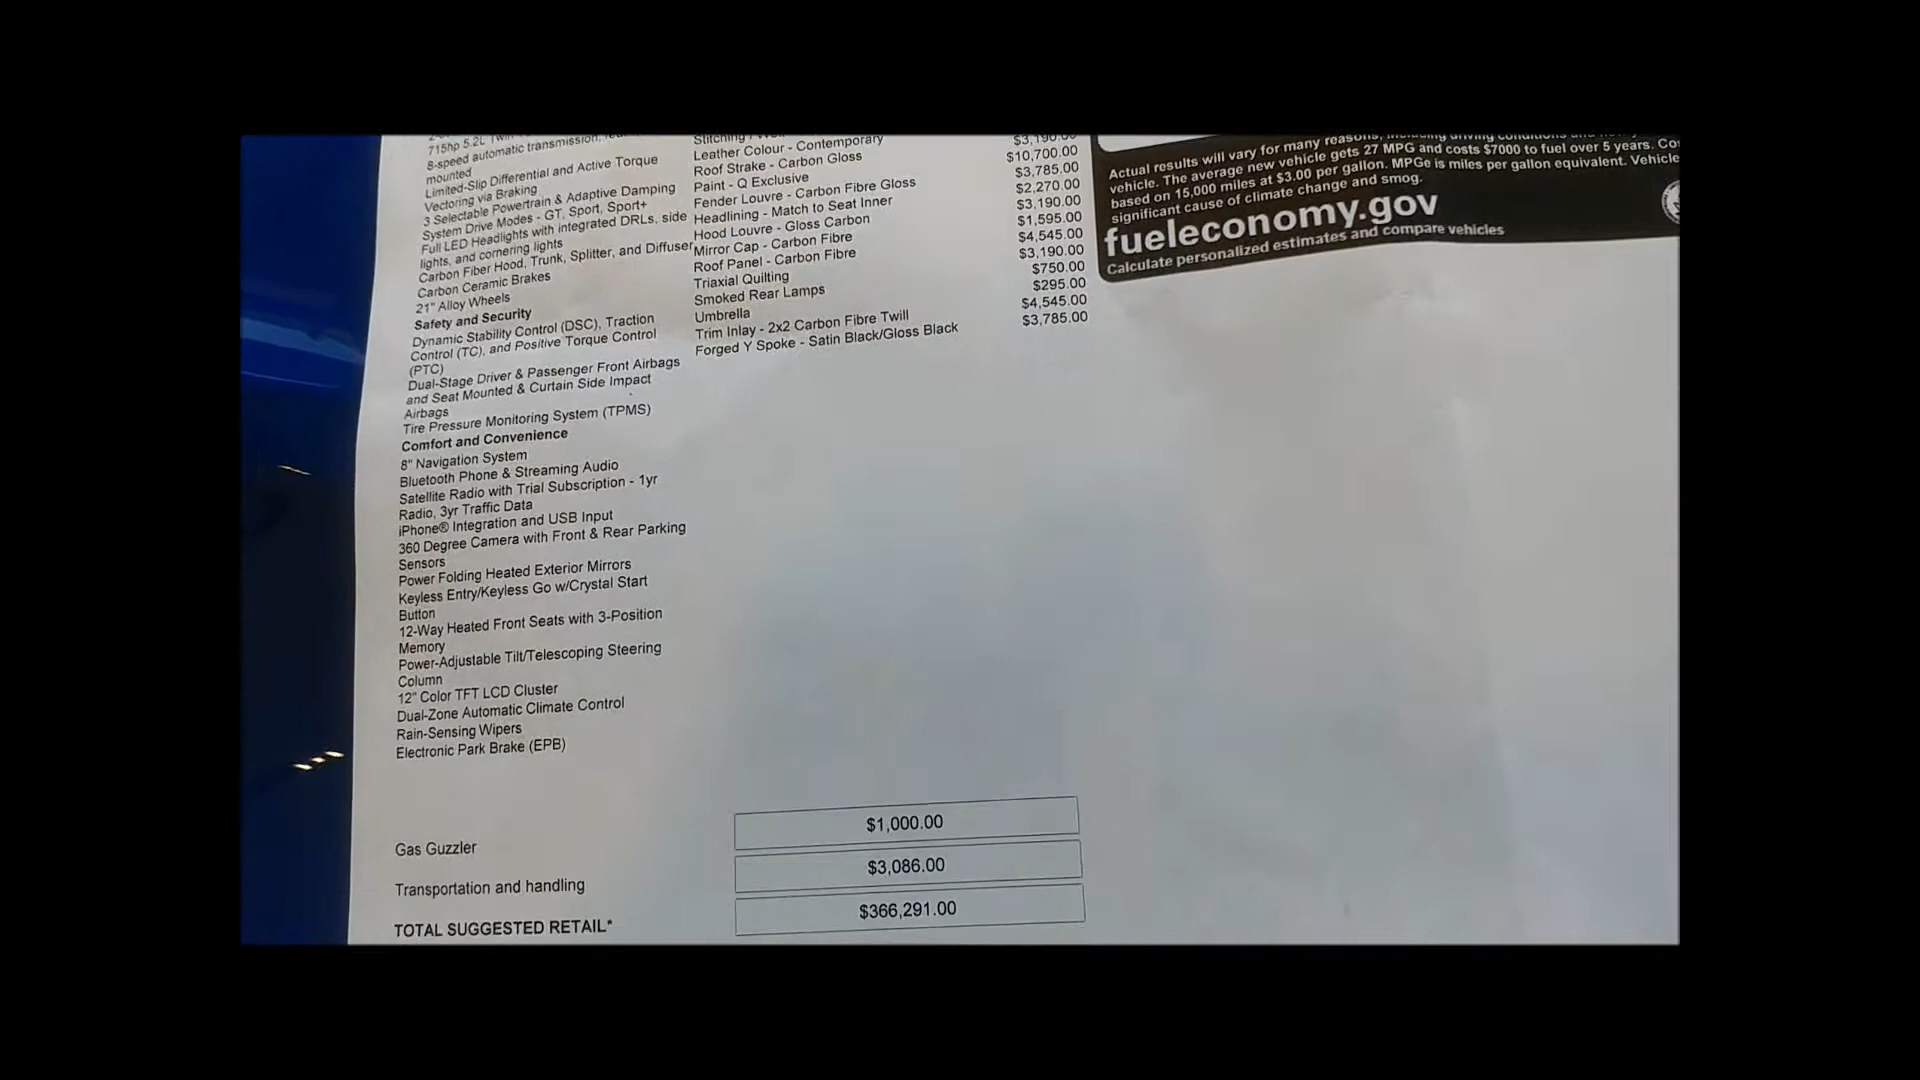 715hp 5.2L Twin
8-speed automatic transmission,
mounted
Limited-Slip Differential and Active Torque
Vectoring via Braking
3 Selectable Powertrain & Adaptive Damping
System Drive Modes - GT, Sport, Sport+
Full LED Headlights with integrated DRLs, side
lights, and cornering lights
Carbon Fiber Hood, Trunk, Splitter, and Diffuser
Carbon Ceramic Brakes
21" Alloy Wheels
Safety and Security
Dynamic Stability Control (DSC), Traction
Control (TC), and Positive Torque Control
(PTC)
Dual-Stage Driver & Passenger Front Airbags
and Seat Mounted & Curtain Side Impact
Airbags
Tire Pressure Monitoring System (TPMS)
Comfort and Convenience
8" Navigation System
Bluetooth Phone & Streaming Audio
Satellite Radio with Trial Subscription - 1yr
Radio, 3yr Traffic Data
iPhone® Integration and USB Input
360 Degree Camera with Front & Rear Parking
Sensors
Power Folding Heated Exterior Mirrors
Keyless Entry/Keyless Go w/Crystal Start
Button
12-Way Heated Front Seats with 3-Position
Memory
Power-Adjustable Tilt/Telescoping Steering
Column
12" Color TFT LCD Cluster
Dual-Zone Automatic Climate Control
Rain-Sensing Wipers
Electronic Park Brake (EPB)
Stitching
Leather Colour - Contemporary
Roof Strake - Carbon Gloss
Paint - Q Exclusive
Fender Louvre - Carbon Fibre Gloss
Headlining - Match to Seat Inner
Hood Louvre - Gloss Carbon
Mirror Cap - Carbon Fibre
Roof Panel - Carbon Fibre
Triaxial Quilting
Smoked Rear Lamps
Umbrella
Trim Inlay - 2x2 Carbon Fibre Twill
Forged Y Spoke - Satin Black/Gloss Black
$3,190.00
$10,700.00
$3,785.00
$2,270.00
$3,190.00
$1,595.00
$4,545.00
$3,190.00
$750.00
$295.00
$4,545.00
$3,785.00
Actual results will vary for many reasons, including driving conditions and how
vehicle. The average new vehicle gets 27 MPG and costs $7000 to fuel over 5 years. Co
based on 15,000 miles at $3.00 per gallon. MPGe is miles per gallon equivalent. Vehicle
significant cause of climate change and smog.
fueleconomy.gov
Calculate personalized estimates and compare vehicles
Gas Guzzler $1,000.00
Transportation and handling $3,086.00
TOTAL SUGGESTED RETAIL* $366,291.00